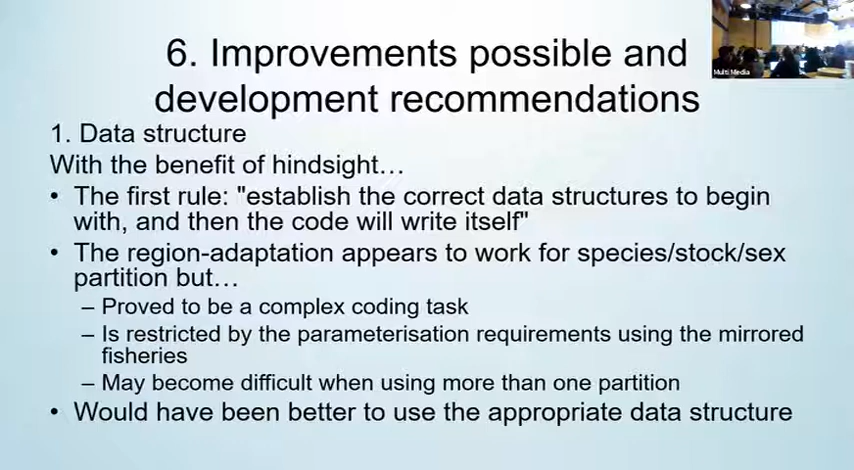 6. Improvements possible and
development recommendations
Multi Media
1. Data structure
With the benefit of hindsight…
• The first rule: "establish the correct data structures to begin
with, and then the code will write itself"
• The region-adaptation appears to work for species/stock/sex
partition but…
– Proved to be a complex coding task
– Is restricted by the parameterisation requirements using the mirrored
fisheries
– May become difficult when using more than one partition
• Would have been better to use the appropriate data structure